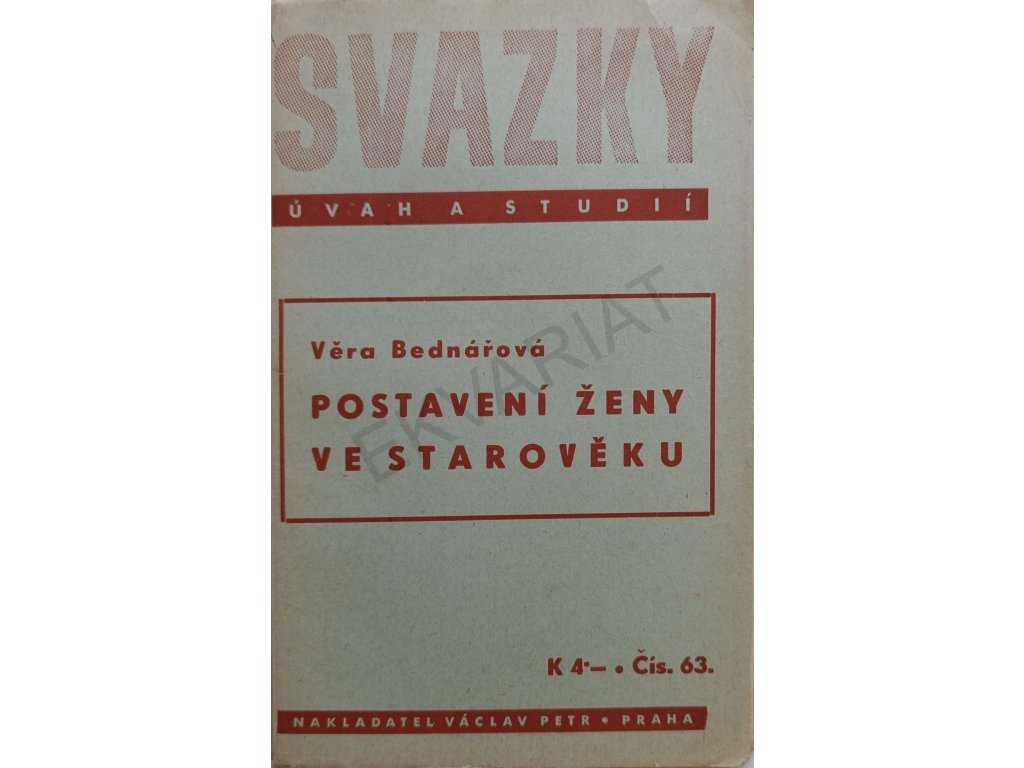 SVAZKY
ÚVAH A STUDIÍ
Věra Bednářová
POSTAVENÍ ŽENY
VE STAROVĚKU
EKVARIAT
K 4·— • Čís. 63.
NAKLADATEL VÁCLAV PETR • PRAHA